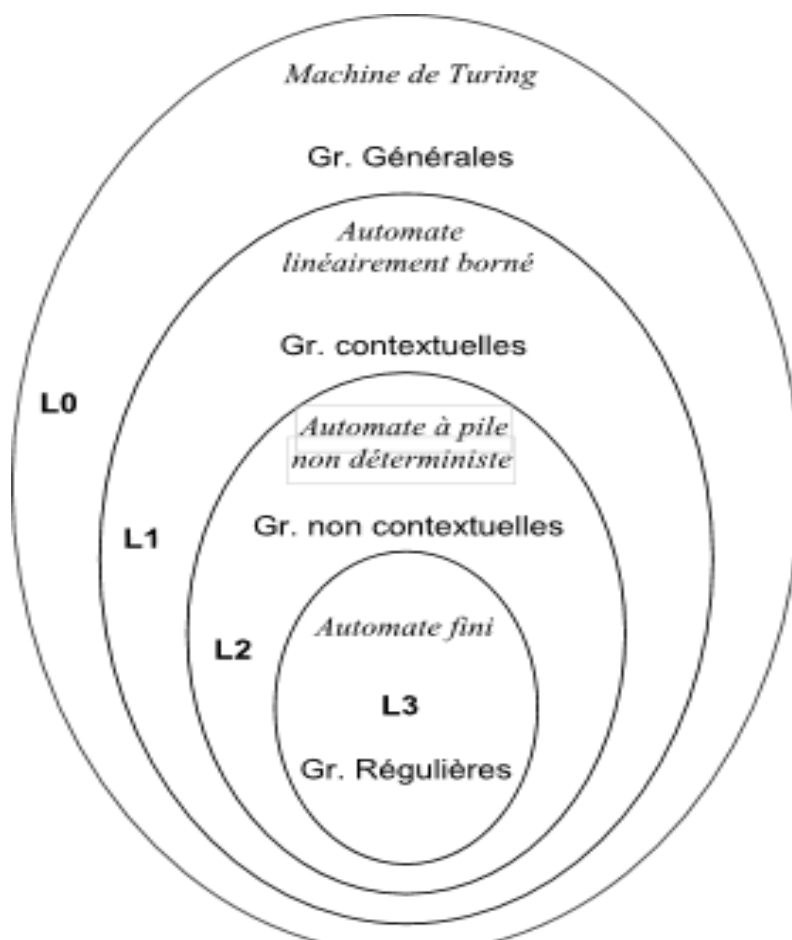 Machine de Turing
Gr. Générales
Automate
linéairement borné
Gr. contextuelles
L0
Automate à pile
non déterministe
Gr. non contextuelles
L1
Automate fini
L2
L3
Gr. Régulières